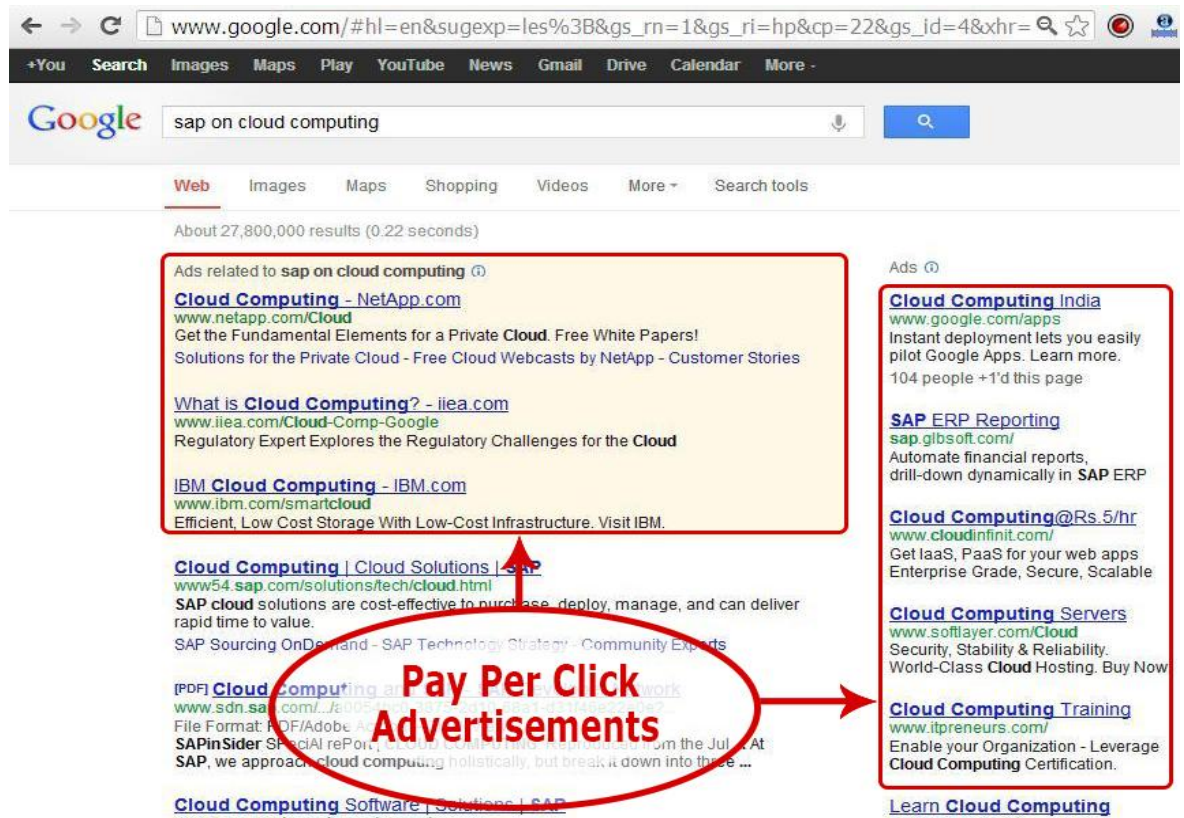 www.google.com/#hl=en&sugexp=les%3B&gs_rn=1&gs_ri=hp&cp=22&gs_id=4&xhr=
+You Search Images Maps Play YouTube News Gmail Drive Calendar More
Google
sap on cloud computing
Web Images Maps Shopping Videos More Search tools
About 27,800,000 results (0.22 seconds)
Ads related to sap on cloud computing
Cloud Computing - NetApp.com
www.netapp.com/Cloud
Get the Fundamental Elements for a Private Cloud. Free White Papers!
Solutions for the Private Cloud - Free Cloud Webcasts by NetApp - Customer Stories
What is Cloud Computing? - iiea.com
www.iiea.com/Cloud-Comp-Google
Regulatory Expert Explores the Regulatory Challenges for the Cloud
IBM Cloud Computing - IBM.com
www.ibm.com/smartcloud
Efficient, Low Cost Storage With Low-Cost Infrastructure. Visit IBM.
Cloud Computing | Cloud Solutions | SAP
www54.sap.com/solutions/tech/cloud.html
SAP cloud solutions are cost-effective to purchase, deploy, manage, and can deliver
rapid time to value.
SAP Sourcing OnDemand - SAP Technology Strategy - Community Experts
[PDF] Cloud Computing and
www.sdn.sap.com/.../
File Format: PDF/Adobe
SAPinSider SPeciAl rePort | CLOUD COMPUTING Reproduced from the Jul ... At
SAP, we approach cloud computing holistically, but break it down into three ...
Cloud Computing Software | Solutions | SAP
Pay Per Click
Advertisements
Ads
Cloud Computing India
www.google.com/apps
Instant deployment lets you easily
pilot Google Apps. Learn more.
104 people +1'd this page
SAP ERP Reporting
sap.glbsoft.com/
Automate financial reports,
drill-down dynamically in SAP ERP
Cloud Computing@Rs.5/hr
www.cloudinfinit.com/
Get IaaS, PaaS for your web apps
Enterprise Grade, Secure, Scalable
Cloud Computing Servers
www.softlayer.com/Cloud
Security, Stability & Reliability.
World-Class Cloud Hosting. Buy Now
Cloud Computing Training
www.itpreneurs.com/
Enable your Organization - Leverage
Cloud Computing Certification.
Learn Cloud Computing